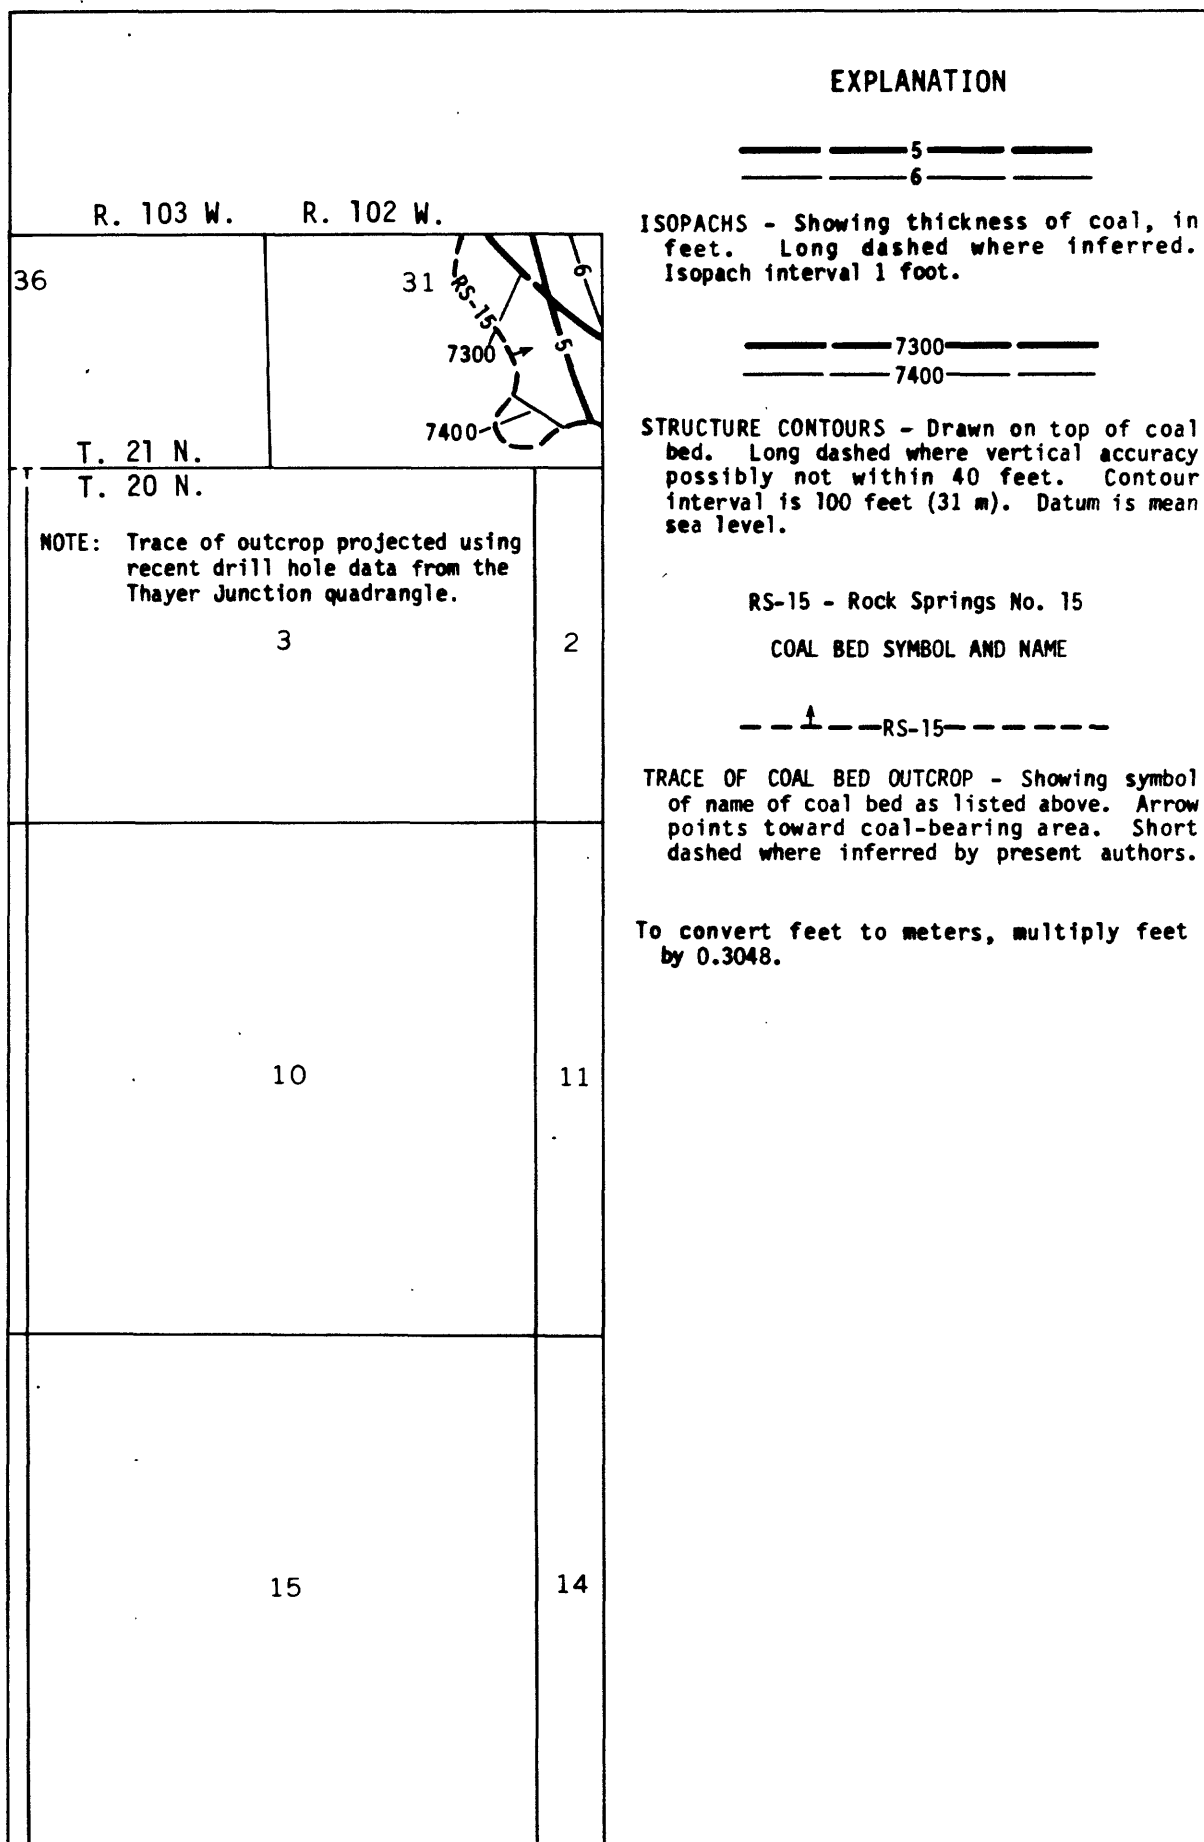 EXPLANATION
5
6
ISOPACHS - Showing thickness of coal, in
feet. Long dashed where inferred.
Isopach interval 1 foot.
7300
7400
STRUCTURE CONTOURS - Drawn on top of coal
bed. Long dashed where vertical accuracy
possibly not within 40 feet. Contour
interval is 100 feet (31 m). Datum is mean
sea level.
RS-15 - Rock Springs No. 15
COAL BED SYMBOL AND NAME
RS-15
TRACE OF COAL BED OUTCROP - Showing symbol
of name of coal bed as listed above. Arrow
points toward coal-bearing area. Short
dashed where inferred by present authors.
To convert feet to meters, multiply feet
by 0.3048.
R. 103 W. R. 102 W.
36
31
RS-15
6
5
7300
7400
T. 21 N.
T. 20 N.
NOTE: Trace of outcrop projected using
recent drill hole data from the
Thayer Junction quadrangle.
3
2
10
11
15
14